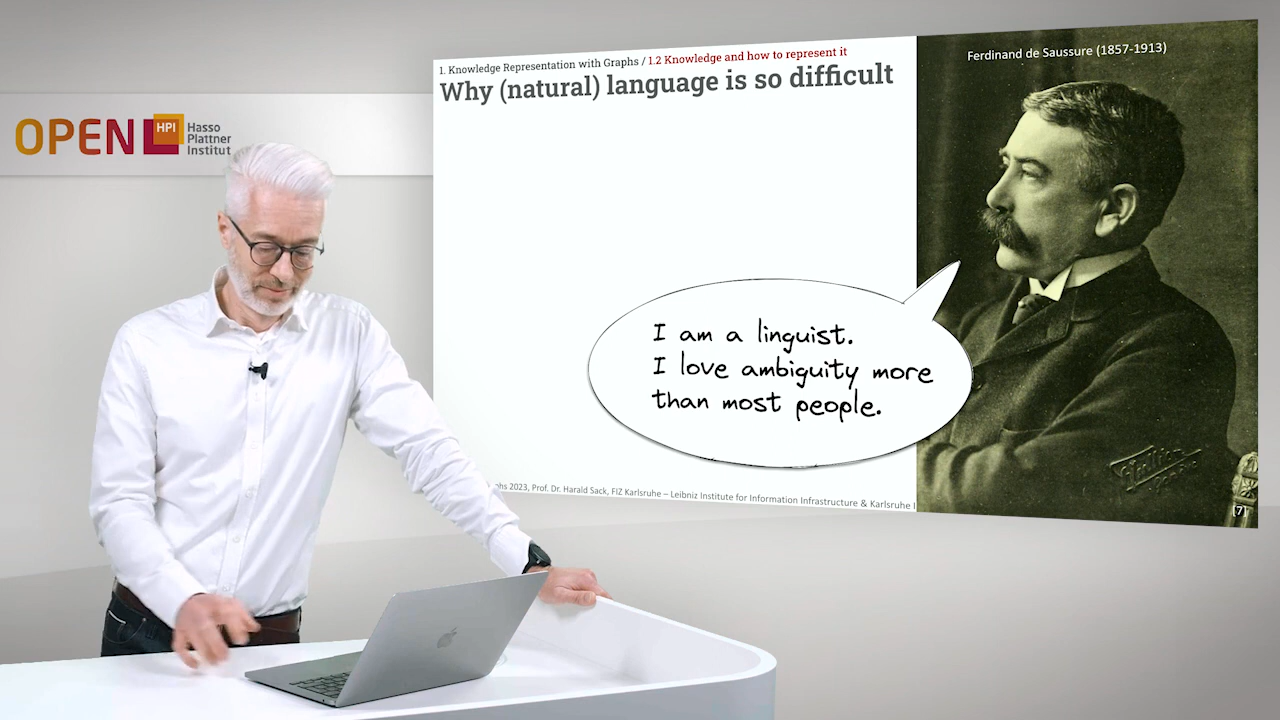 OPEN HPI Hasso
Plattner
Institut
1. Knowledge Representation with Graphs / 1.2 Knowledge and how to represent it
Why (natural) language is so difficult
Ferdinand de Saussure (1857-1913)
I am a linguist.
I love ambiguity more
than most people.
2023, Prof. Dr. Harald Sack, FIZ Karlsruhe – Leibniz Institute for Information Infrastructure & Karlsruhe I
[7]